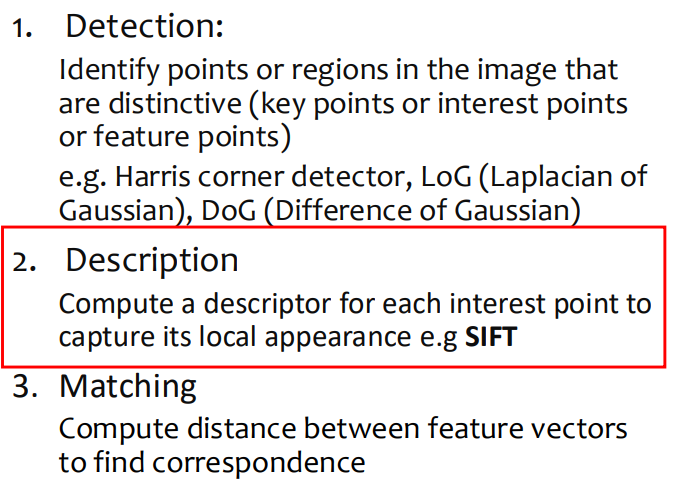 1. Detection:
Identify points or regions in the image that
are distinctive (key points or interest points
or feature points)
e.g. Harris corner detector, LoG (Laplacian of
Gaussian), DoG (Difference of Gaussian)
2. Description
Compute a descriptor for each interest point to
capture its local appearance e.g SIFT
3. Matching
Compute distance between feature vectors
to find correspondence